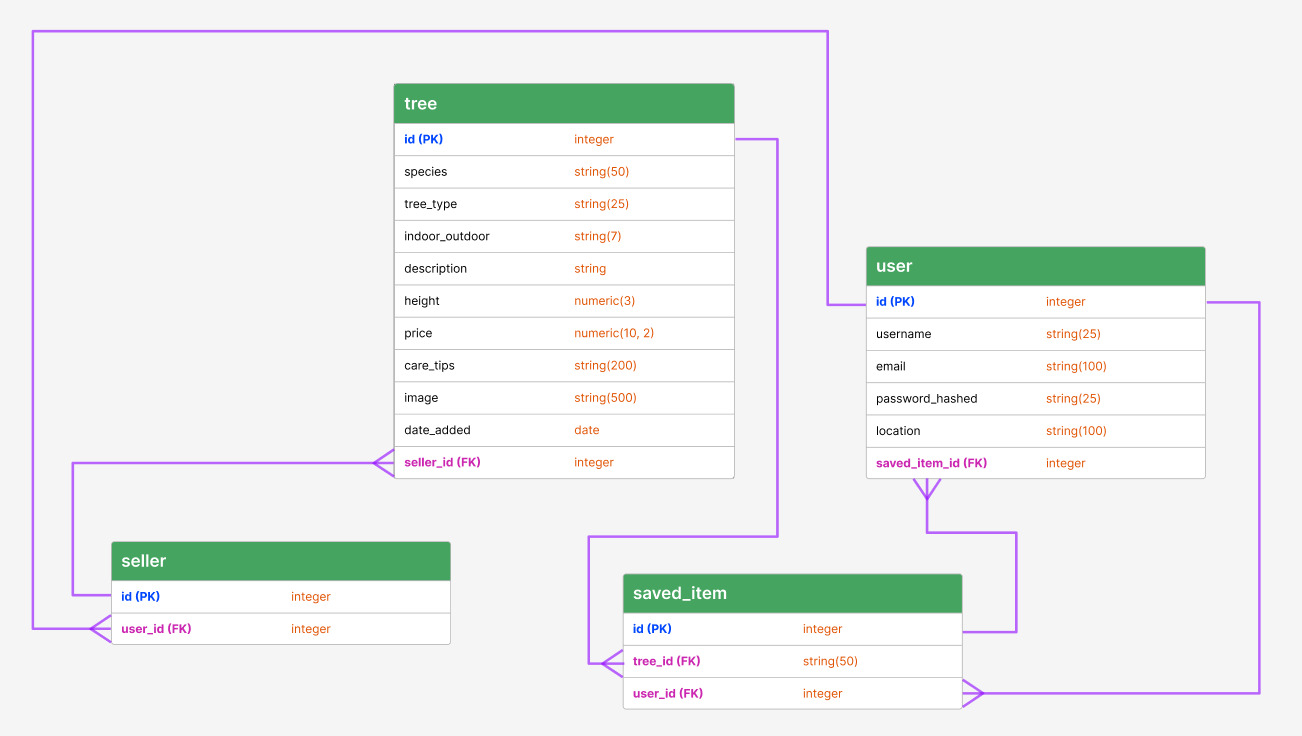 tree
id (PK) integer
species string(50)
tree_type string(25)
indoor_outdoor string(7)
description string
height numeric(3)
price numeric(10, 2)
care_tips string(200)
image string(500)
date_added date
seller_id (FK) integer
user
id (PK) integer
username string(25)
email string(100)
password_hashed string(25)
location string(100)
saved_item_id (FK) integer
seller
id (PK) integer
user_id (FK) integer
saved_item
id (PK) integer
tree_id (FK) string(50)
user_id (FK) integer